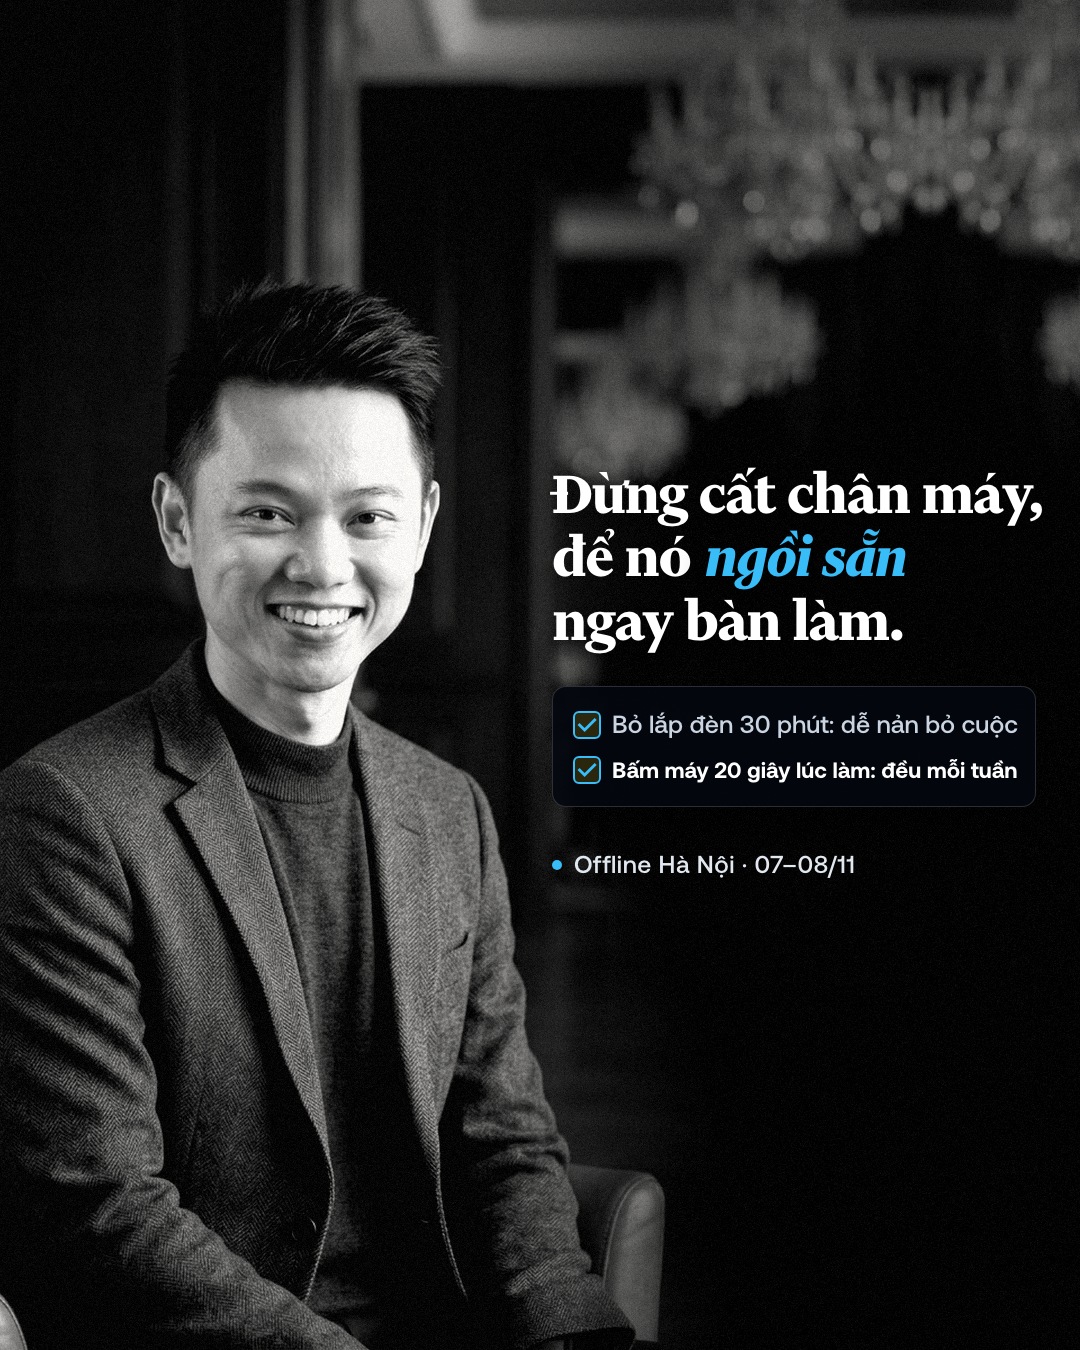 Đừng cất chân máy,
để nó ngồi sẵn
ngay bàn làm.
Bỏ lắp đèn 30 phút: dễ nản bỏ cuộc
Bấm máy 20 giây lúc làm: đều mỗi tuần
Offline Hà Nội · 07–08/11